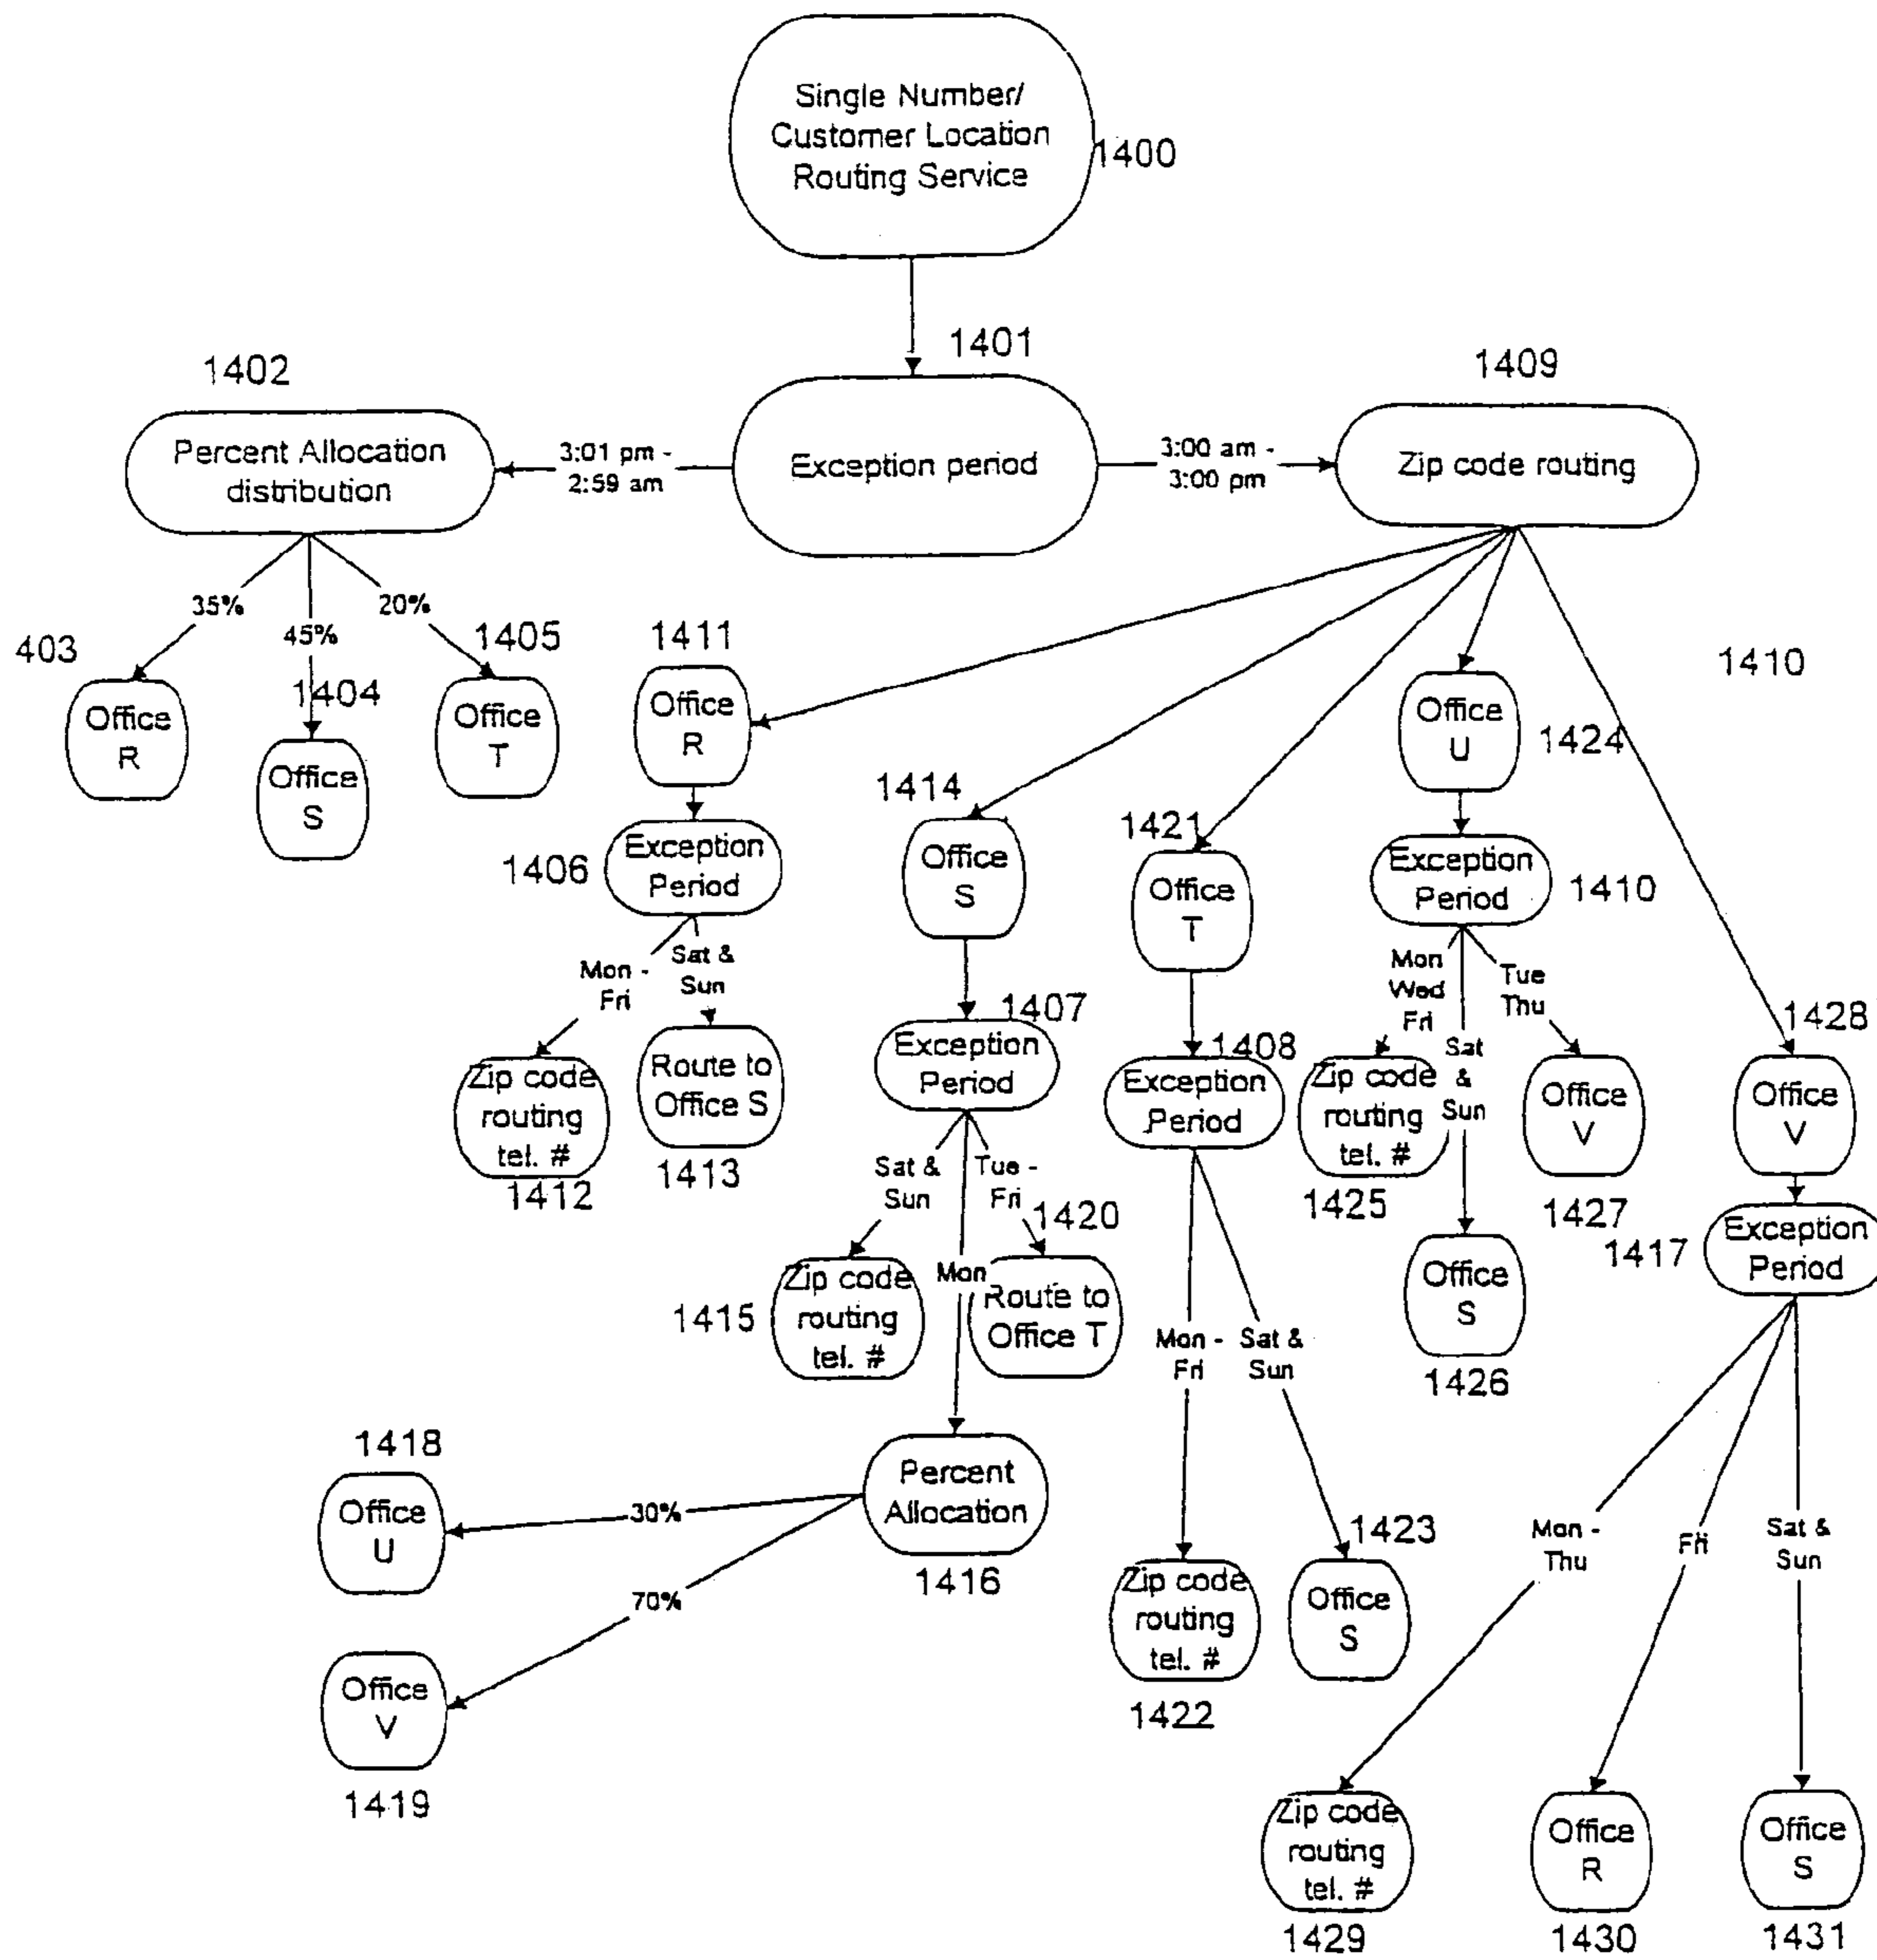 Single Number/
Customer Location
Routing Service
1400
1401
1402
1409
Percent Allocation
distribution
3:01 pm -
2:59 am
Exception period
3:00 am -
3:00 pm
Zip code routing
35%
45%
20%
403
1404
1405
1411
1410
Office
R
Office
S
Office
T
Office
R
Office
U
1424
1414
1421
1406
Exception
Period
Office
S
Office
T
Exception
Period
1410
Mon -
Fri
Sat &
Sun
Mon
Wed
Fri
Sat
&
Sun
Tue
Thu
1407
1408
1428
Zip code
routing
tel. #
1412
Route to
Office S
1413
Exception
Period
Exception
Period
Zip code
routing
tel. #
1425
Office
V
1427
Office
V
Sat &
Sun
Mon
Tue -
Fri
1420
1417
Exception
Period
1415
Zip code
routing
tel. #
Route to
Office T
Office
S
1426
Mon -
Fri
Sat &
Sun
1418
Office
U
30%
70%
Percent
Allocation
1416
1423
Mon -
Thu
Fri
Sat &
Sun
Zip code
routing
tel. #
1422
Office
S
Office
V
1419
Zip code
routing
tel. #
1429
Office
R
1430
Office
S
1431